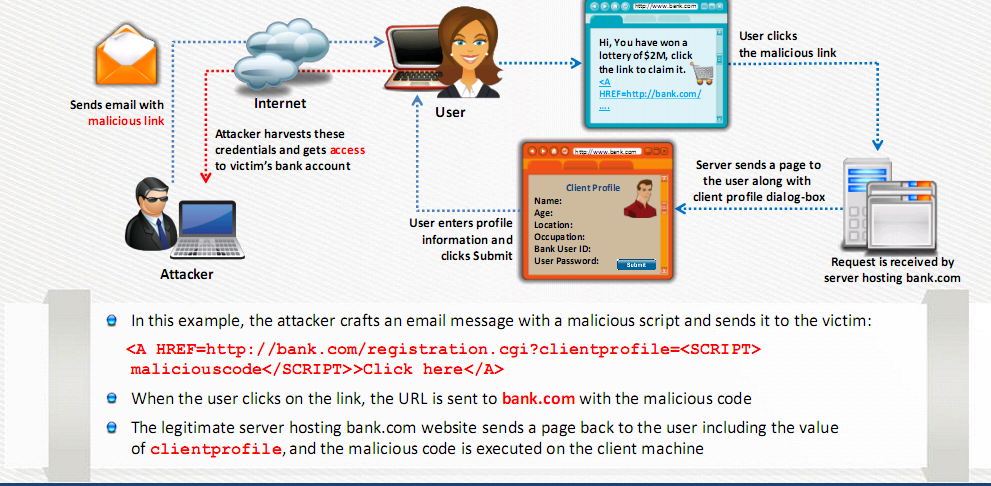 Sends email with
malicious link
Internet
Attacker harvests these
credentials and gets access
to victim's bank account
Attacker
User
http://www.bank.com
Hi, You have won a
lottery of $2M, click
the link to claim it.
<A
HREF=http://bank.com/
....
User clicks
the malicious link
Request is received by
server hosting bank.com
Server sends a page to
the user along with
client profile dialog-box
http://www.bank.com
Client Profile
Name:
Age:
Location:
Occupation:
Bank User ID:
User Password:
Submit
User enters profile
information and
clicks Submit
In this example, the attacker crafts an email message with a malicious script and sends it to the victim:
<A HREF=http://bank.com/registration.cgi?clientprofile=<SCRIPT>
maliciouscode</SCRIPT>>Click here</A>
When the user clicks on the link, the URL is sent to bank.com with the malicious code
The legitimate server hosting bank.com website sends a page back to the user including the value
of clientprofile, and the malicious code is executed on the client machine